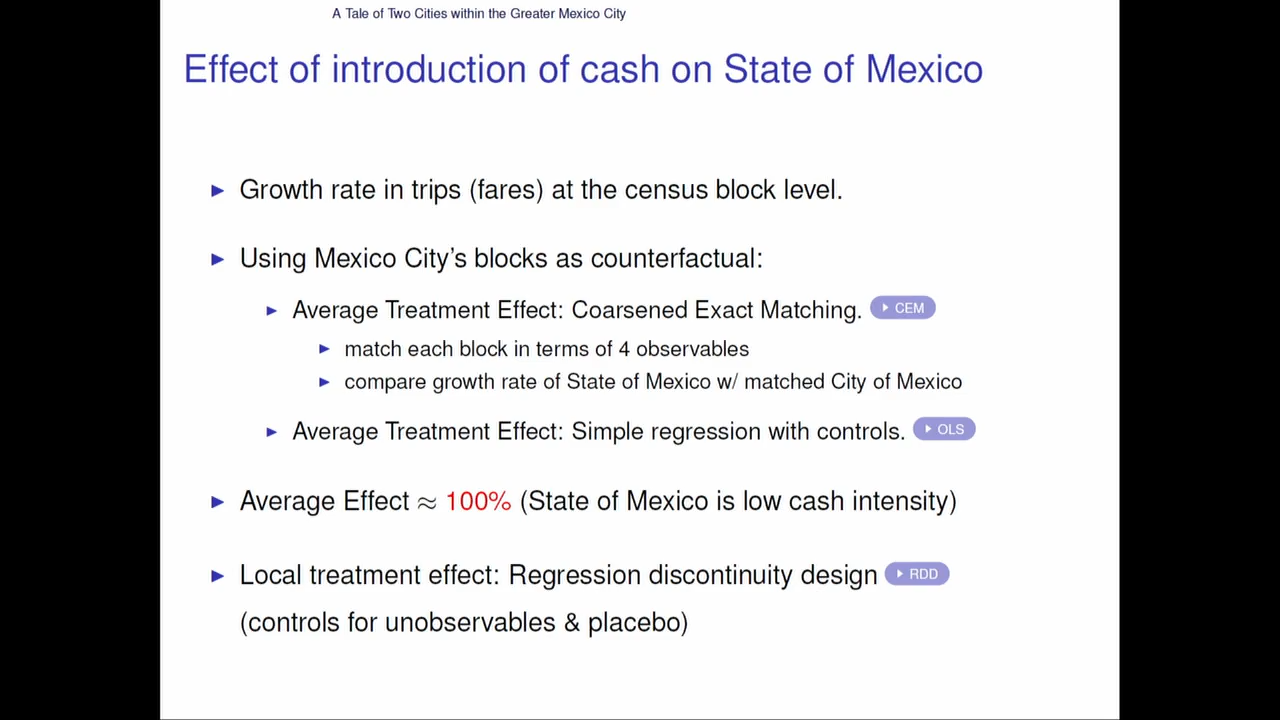 A Tale of Two Cities within the Greater Mexico City
Effect of introduction of cash on State of Mexico
Growth rate in trips (fares) at the census block level.
Using Mexico City's blocks as counterfactual:
Average Treatment Effect: Coarsened Exact Matching. CEM
match each block in terms of 4 observables
compare growth rate of State of Mexico w/ matched City of Mexico
Average Treatment Effect: Simple regression with controls. OLS
Average Effect ≈ 100% (State of Mexico is low cash intensity)
Local treatment effect: Regression discontinuity design RDD
(controls for unobservables & placebo)